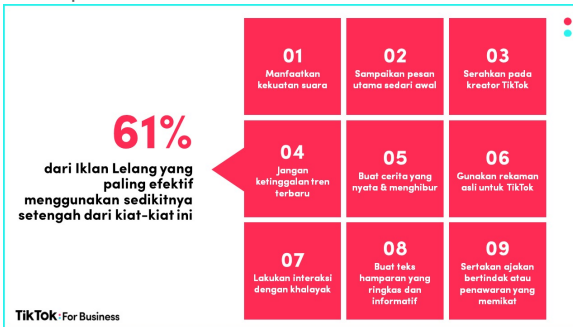 61%
dari Iklan Lelang yang
paling efektif
menggunakan sedikitnya
setengah dari kiat-kiat ini
01
Manfaatkan
kekuatan suara
02
Sampaikan pesan
utama sedari awal
03
Serahkan pada
kreator TikTok
04
Jangan
ketinggalan tren
terbaru
05
Buat cerita yang
nyata & menghibur
06
Gunakan rekaman
asli untuk TikTok
07
Lakukan interaksi
dengan khalayak
08
Buat teks
hamparan yang
ringkas dan
informatif
09
Sertakan ajakan
bertindak atau
penawaran yang
memikat
TikTok: For Business